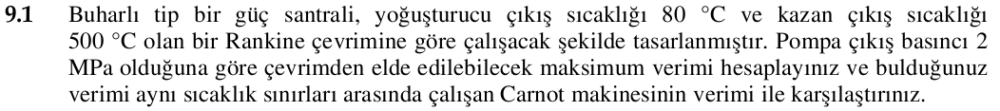 9.1 Buharlı tip bir güç santrali, yoğuşturucu çıkış sıcaklığı 80 °C ve kazan çıkış sıcaklığı
500 °C olan bir Rankine çevrimine göre çalışacak şekilde tasarlanmıştır. Pompa çıkış basıncı 2
MPa olduğuna göre çevrimden elde edilebilecek maksimum verimi hesaplayınız ve bulduğunuz
verimi aynı sıcaklık sınırları arasında çalışan Carnot makinesinin verimi ile karşılaştırınız.